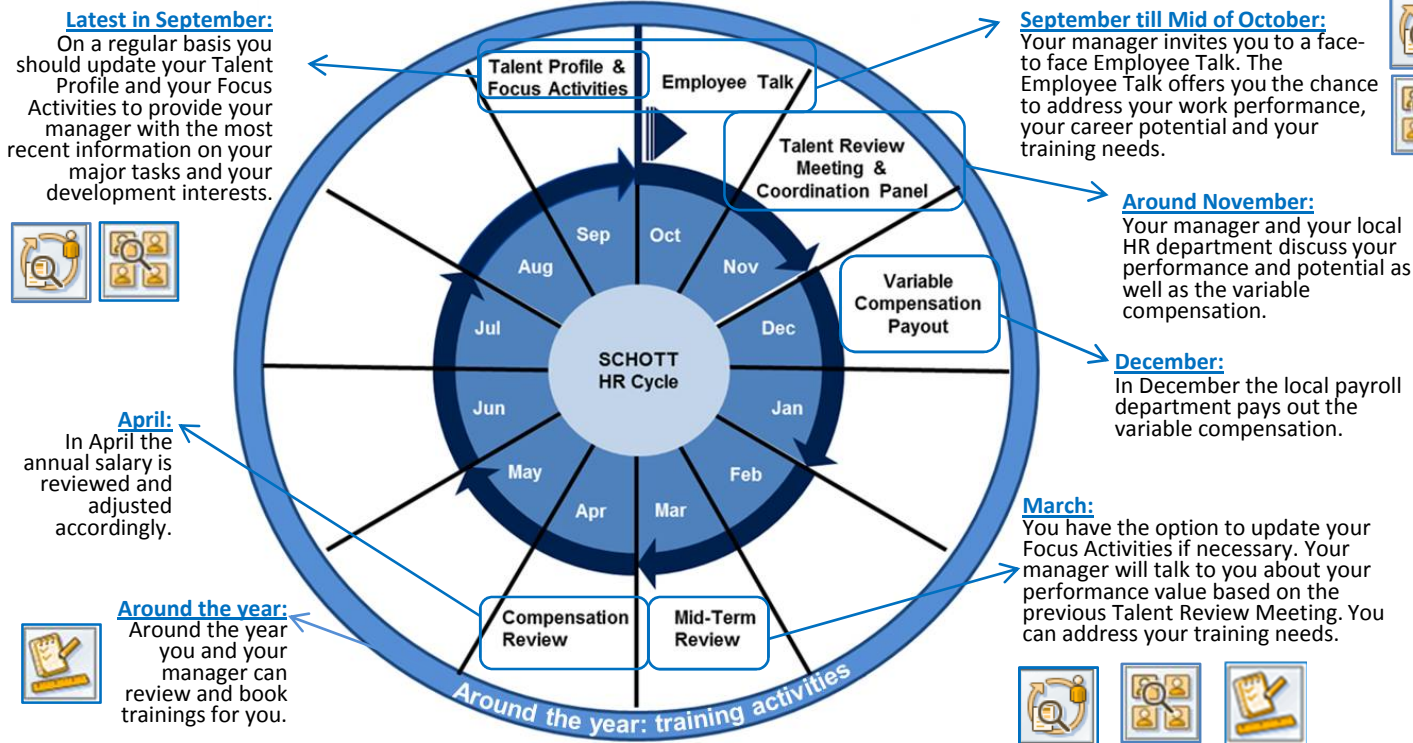 Latest in September:
On a regular basis you
should update your Talent
Profile and your Focus
Activities to provide your
manager with the most
recent information on your
major tasks and your
development interests.
Talent Profile &
Focus Activities
Employee Talk
September till Mid of October:
Your manager invites you to a face-
to face Employee Talk. The
Employee Talk offers you the chance
to address your work performance,
your career potential and your
training needs.
Talent Review
Meeting &
Coordination Panel
Around November:
Your manager and your local
HR department discuss your
performance and potential as
well as the variable
compensation.
Variable
Compensation
Payout
December:
In December the local payroll
department pays out the
variable compensation.
Oct
Nov
Dec
Jan
Feb
Mar
Apr
May
Jun
Jul
Aug
Sep
SCHOTT
HR Cycle
April:
In April the
annual salary is
reviewed and
adjusted
accordingly.
Compensation
Review
Mid-Term
Review
March:
You have the option to update your
Focus Activities if necessary. Your
manager will talk to you about your
performance value based on the
previous Talent Review Meeting. You
can address your training needs.
Around the year:
Around the year
you and your
manager can
review and book
trainings for you.
Around the year: training activities